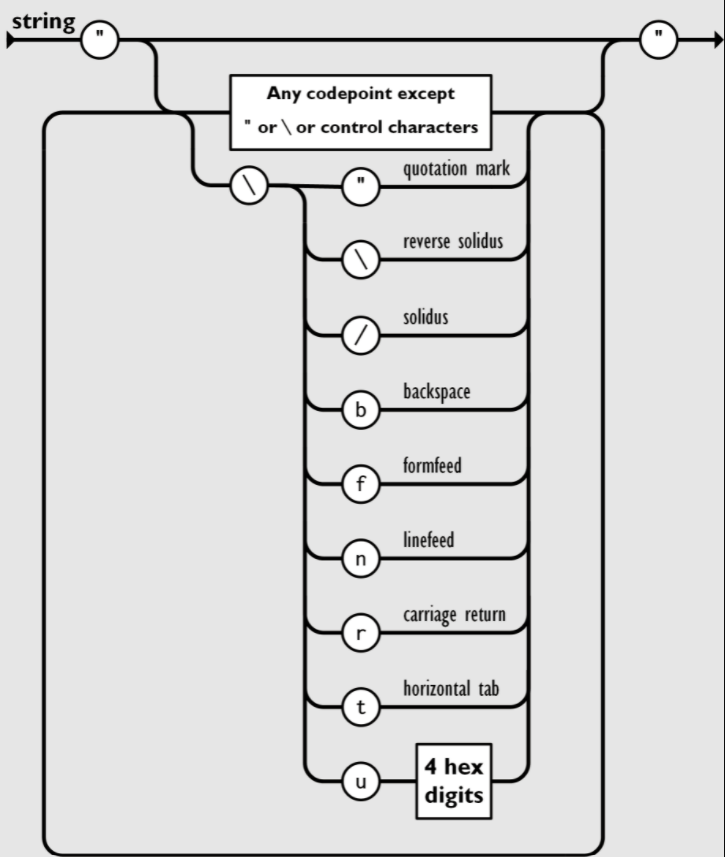 string
" "
Any codepoint except
" or \ or control characters
\ " quotation mark
\ reverse solidus
/ solidus
b backspace
f formfeed
n linefeed
r carriage return
t horizontal tab
u 4 hex
digits